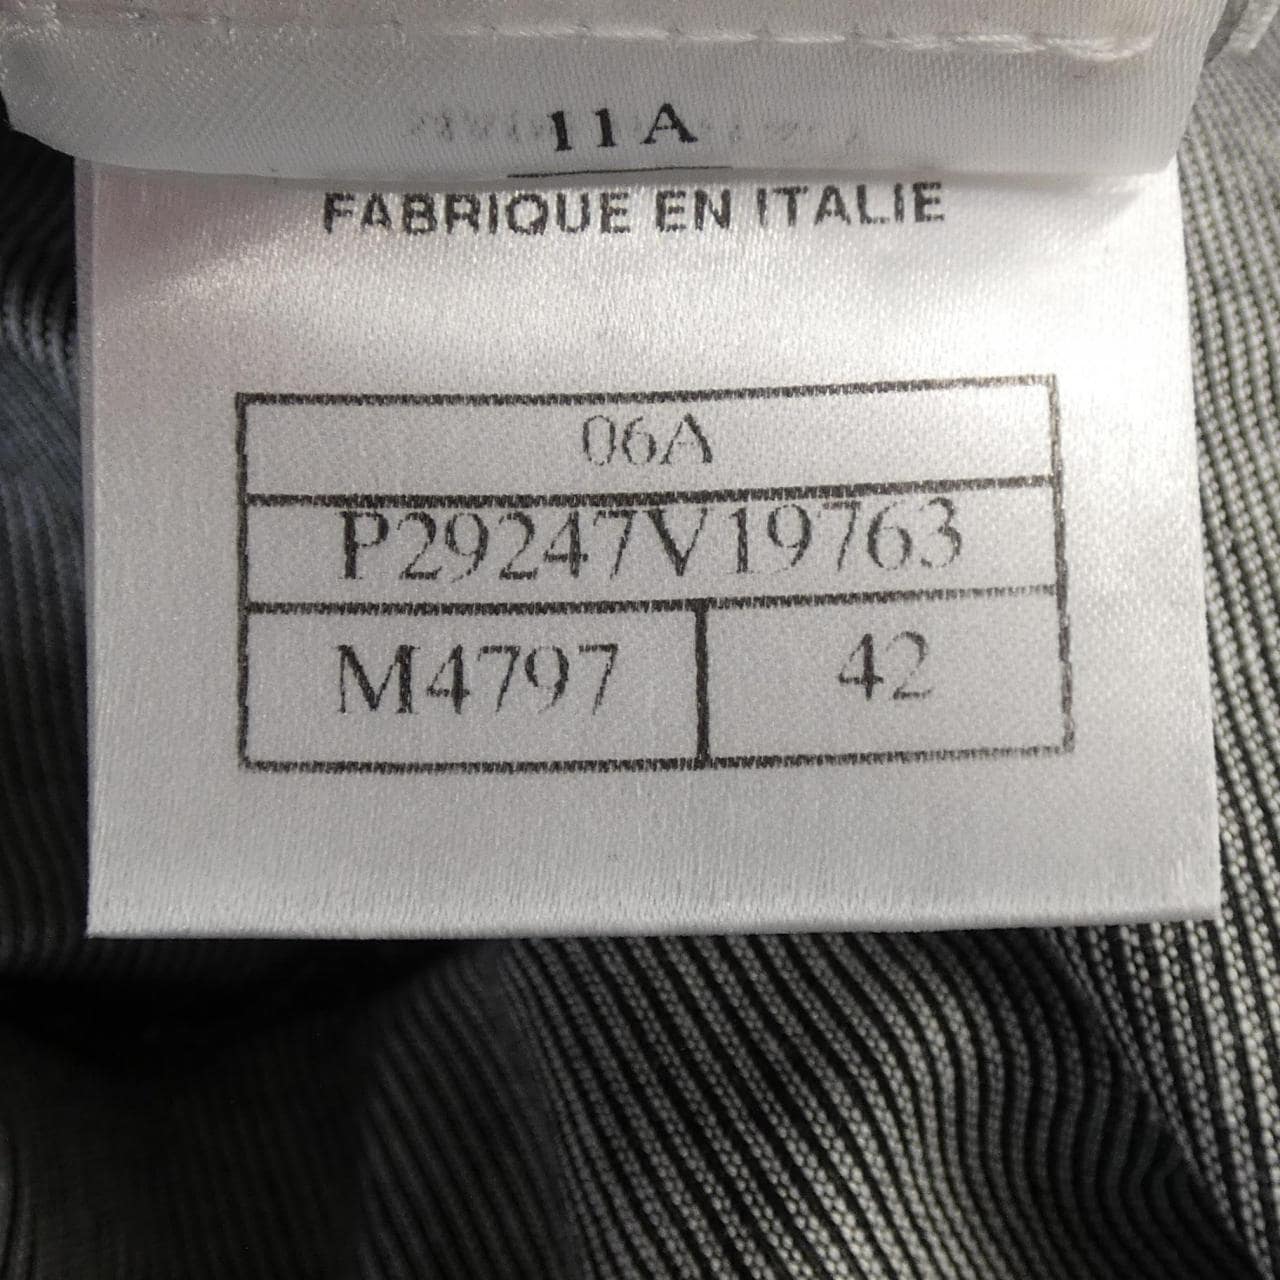 11A
FABRIQUE EN ITALIE
06A
P29247V19763
M4797 42